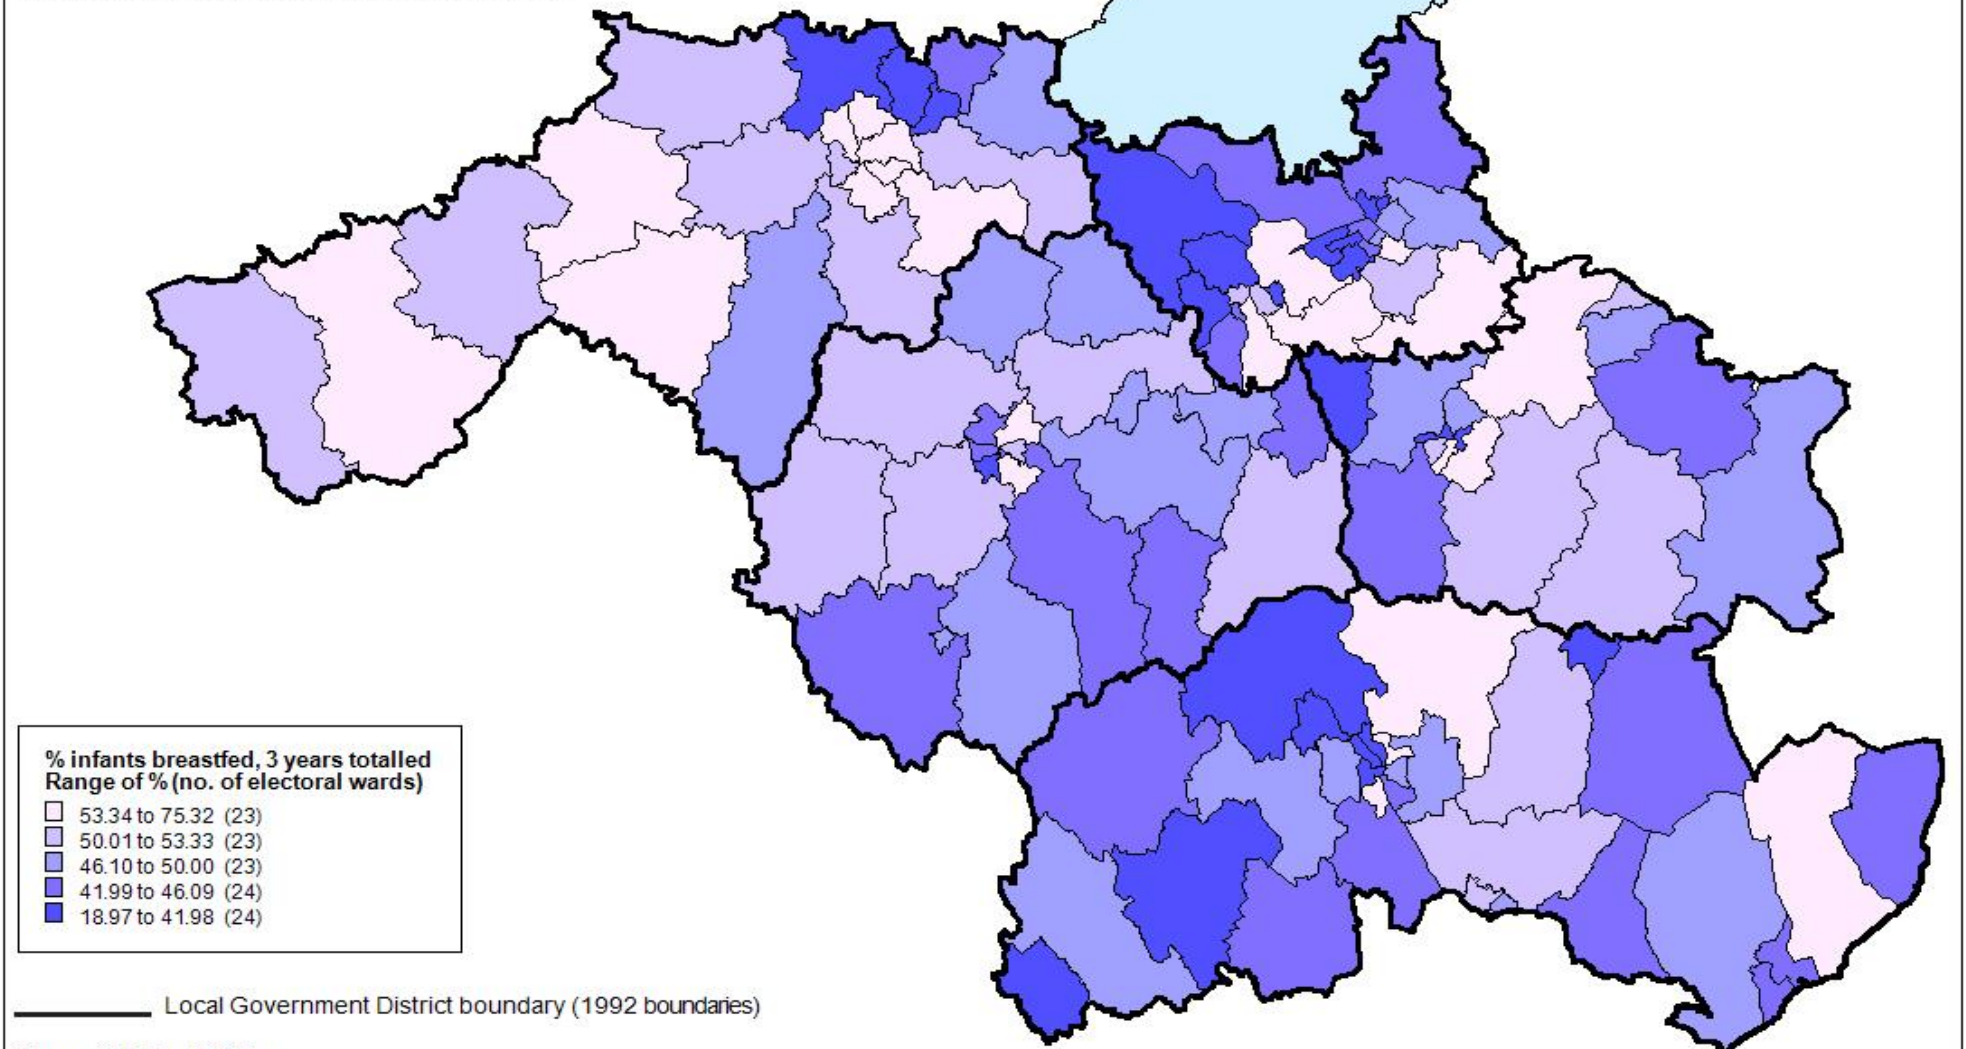 % infants breastfed, 3 years totalled
Range of % (no. of electoral wards)
53.34 to 75.32 (23)
50.01 to 53.33 (23)
46.10 to 50.00 (23)
41.99 to 46.09 (24)
18.97 to 41.98 (24)
Local Government District boundary (1992 boundaries)